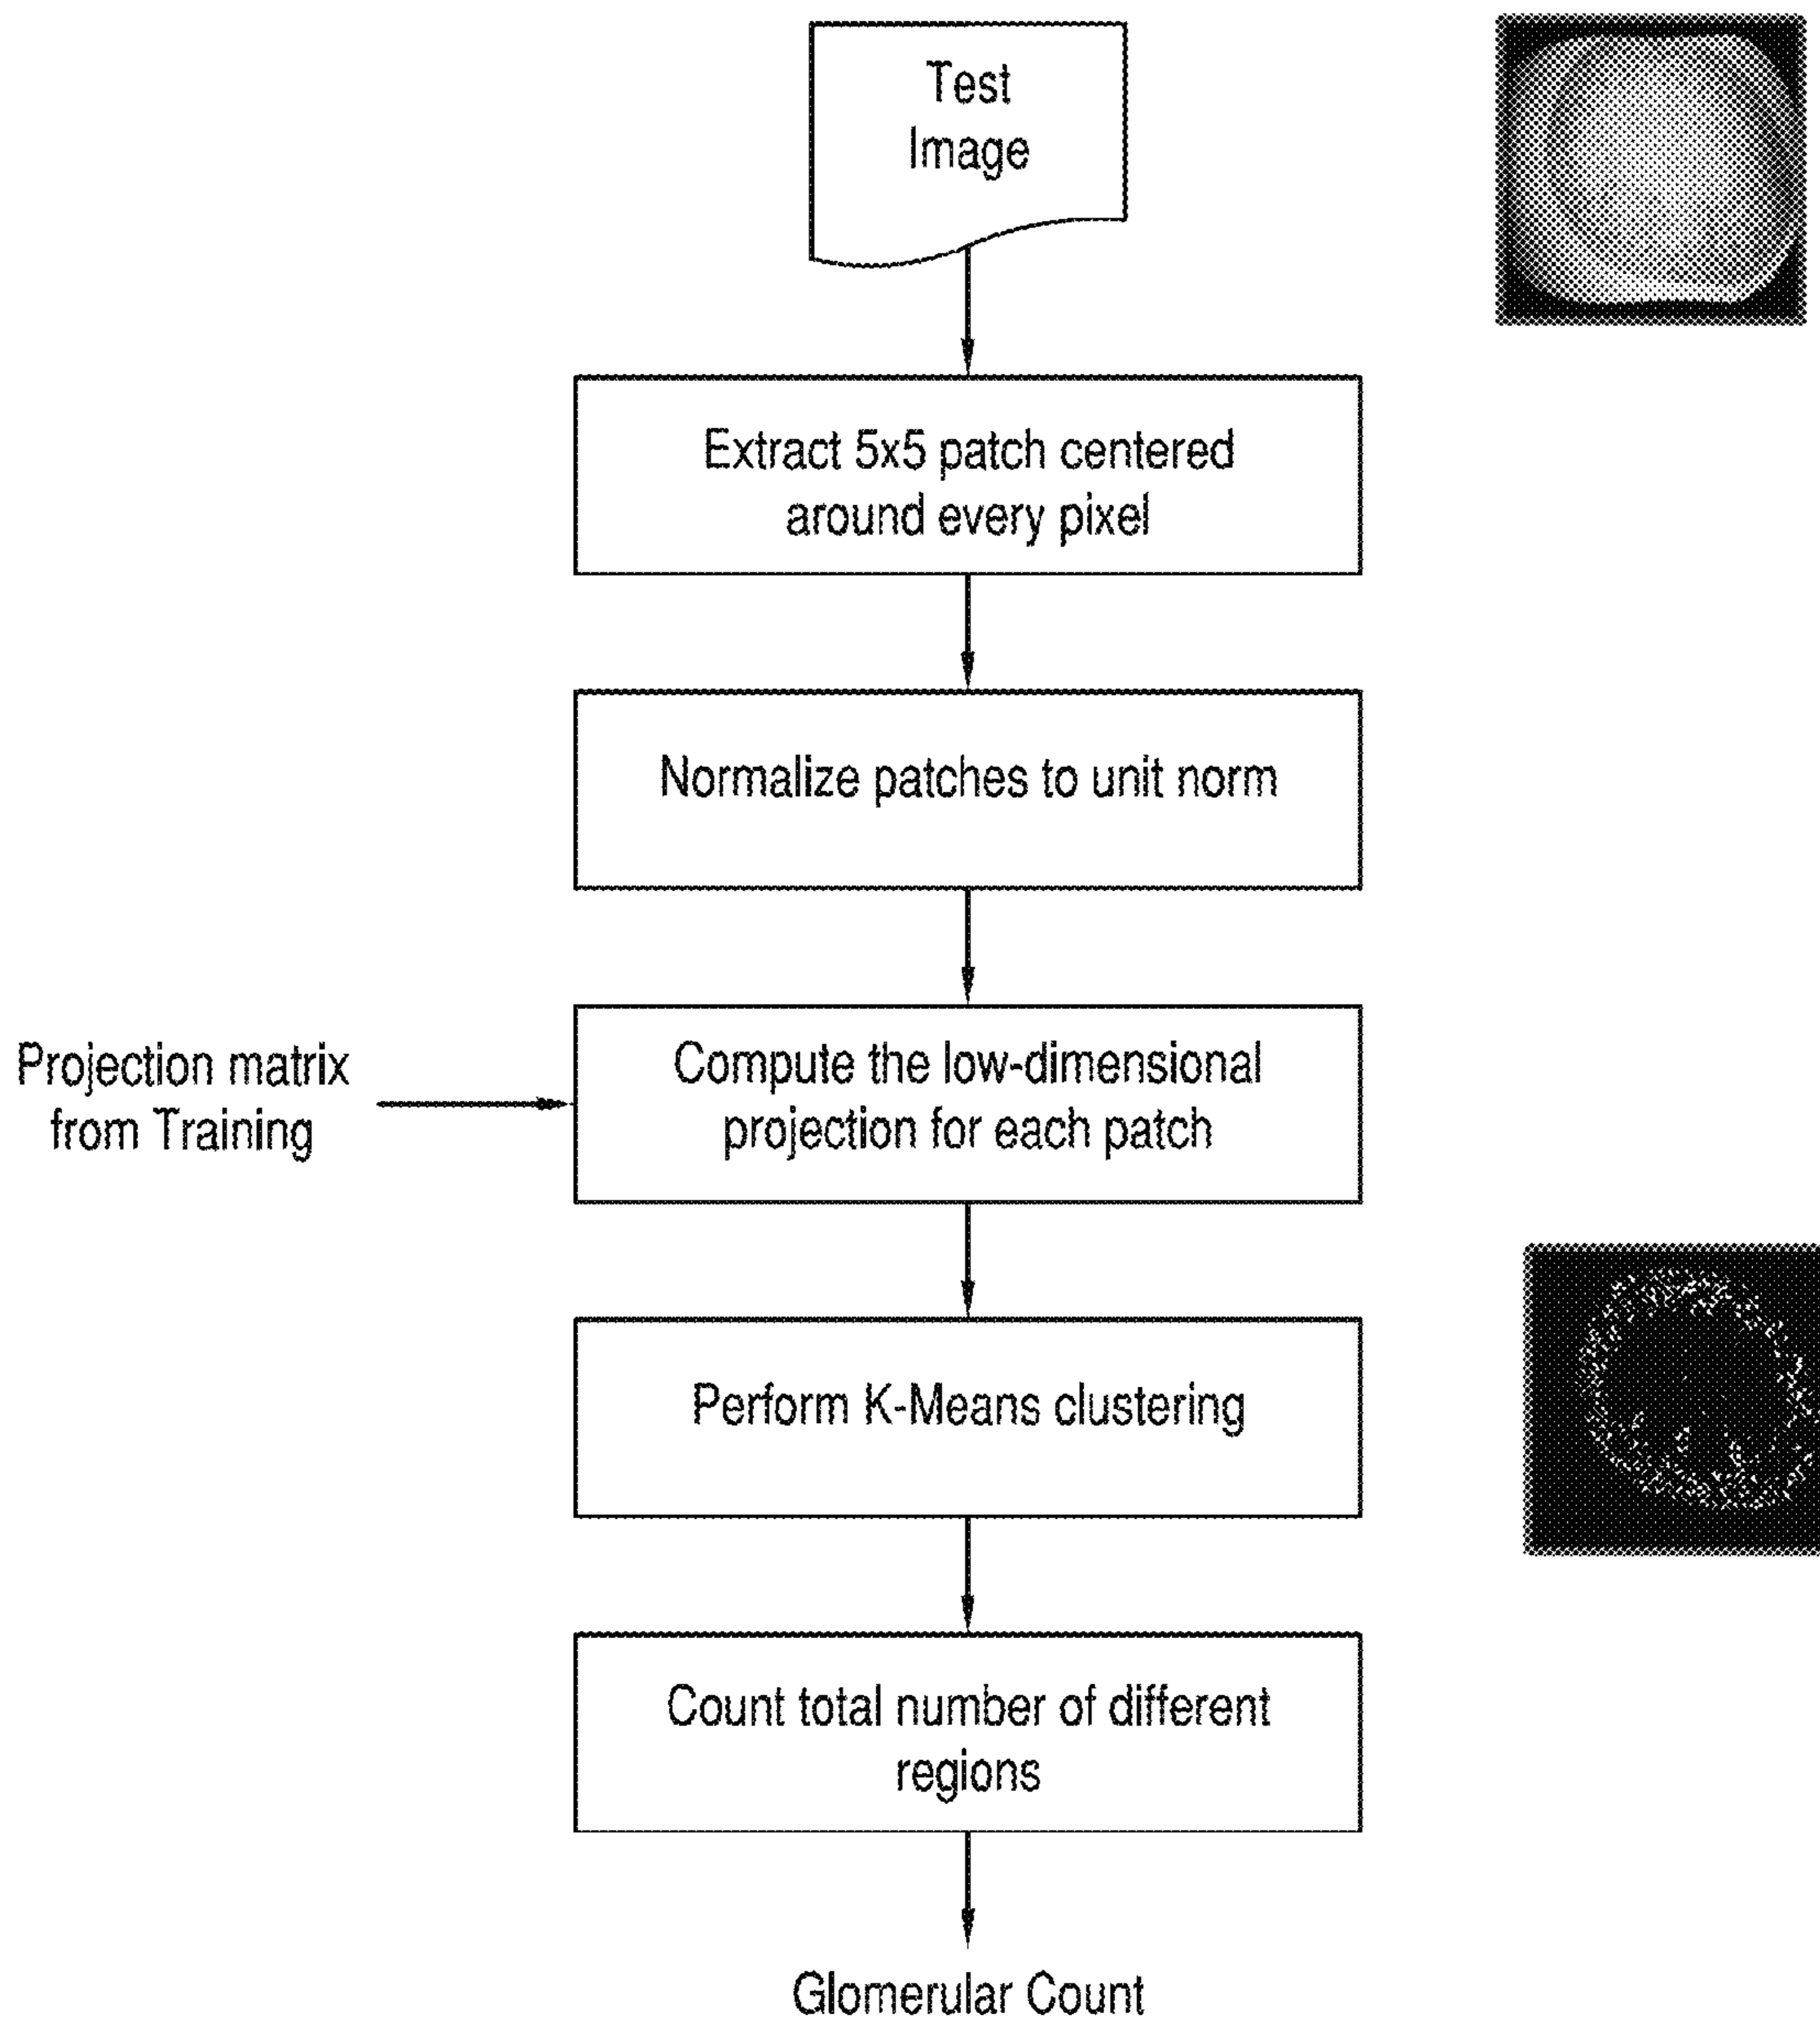 Test
Image
Extract 5x5 patch centered
around every pixel
Normalize patches to unit norm
Projection matrix
from Training
Compute the low-dimensional
projection for each patch
Perform K-Means clustering
Count total number of different
regions
Glomerular Count